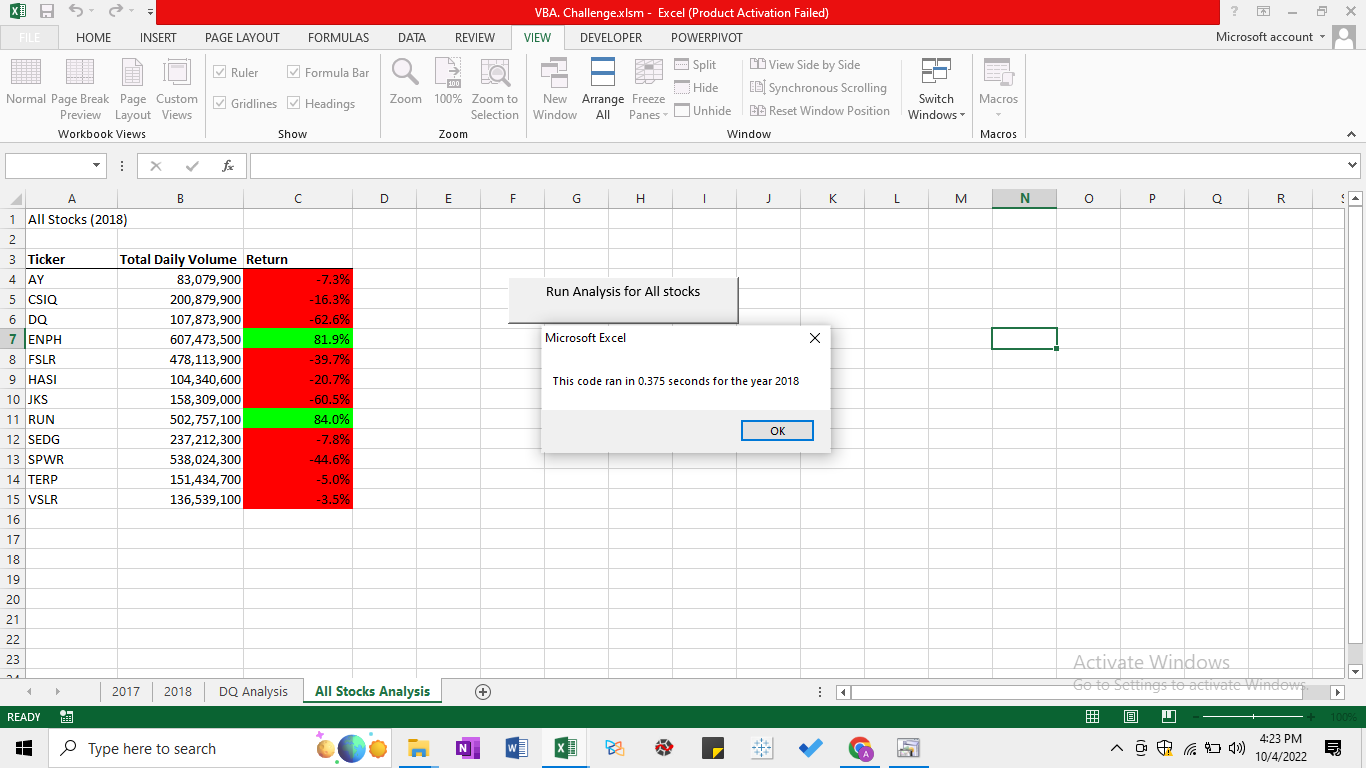 VBA. Challenge.xlsm - Excel (Product Activation Failed)
FILE HOME INSERT PAGE LAYOUT FORMULAS DATA REVIEW VIEW DEVELOPER POWERPIVOT Microsoft account
Normal Page Break Preview Page Layout Custom Views
Workbook Views
Ruler Formula Bar
Gridlines Headings
Show
Zoom 100% Zoom to Selection
Zoom
New Window Arrange All Freeze Panes
Split
Hide
Unhide
View Side by Side
Synchronous Scrolling
Reset Window Position
Switch Windows
Window
Macros
Macros
A B C D E F G H I J K L M N O P Q R S
1 All Stocks (2018)
2
3 Ticker Total Daily Volume Return
4 AY 83,079,900 -7.3%
5 CSIQ 200,879,900 -16.3%
6 DQ 107,873,900 -62.6%
7 ENPH 607,473,500 81.9%
8 FSLR 478,113,900 -39.7%
9 HASI 104,340,600 -20.7%
10 JKS 158,309,000 -60.5%
11 RUN 502,757,100 84.0%
12 SEDG 237,212,300 -7.8%
13 SPWR 538,024,300 -44.6%
14 TERP 151,434,700 -5.0%
15 VSLR 136,539,100 -3.5%
16
17
18
19
20
21
22
23
24
Run Analysis for All stocks
Microsoft Excel
This code ran in 0.375 seconds for the year 2018
OK
Activate Windows
Go to Settings to activate Windows.
2017 2018 DQ Analysis All Stocks Analysis
READY 100%
Type here to search
4:23 PM
10/4/2022